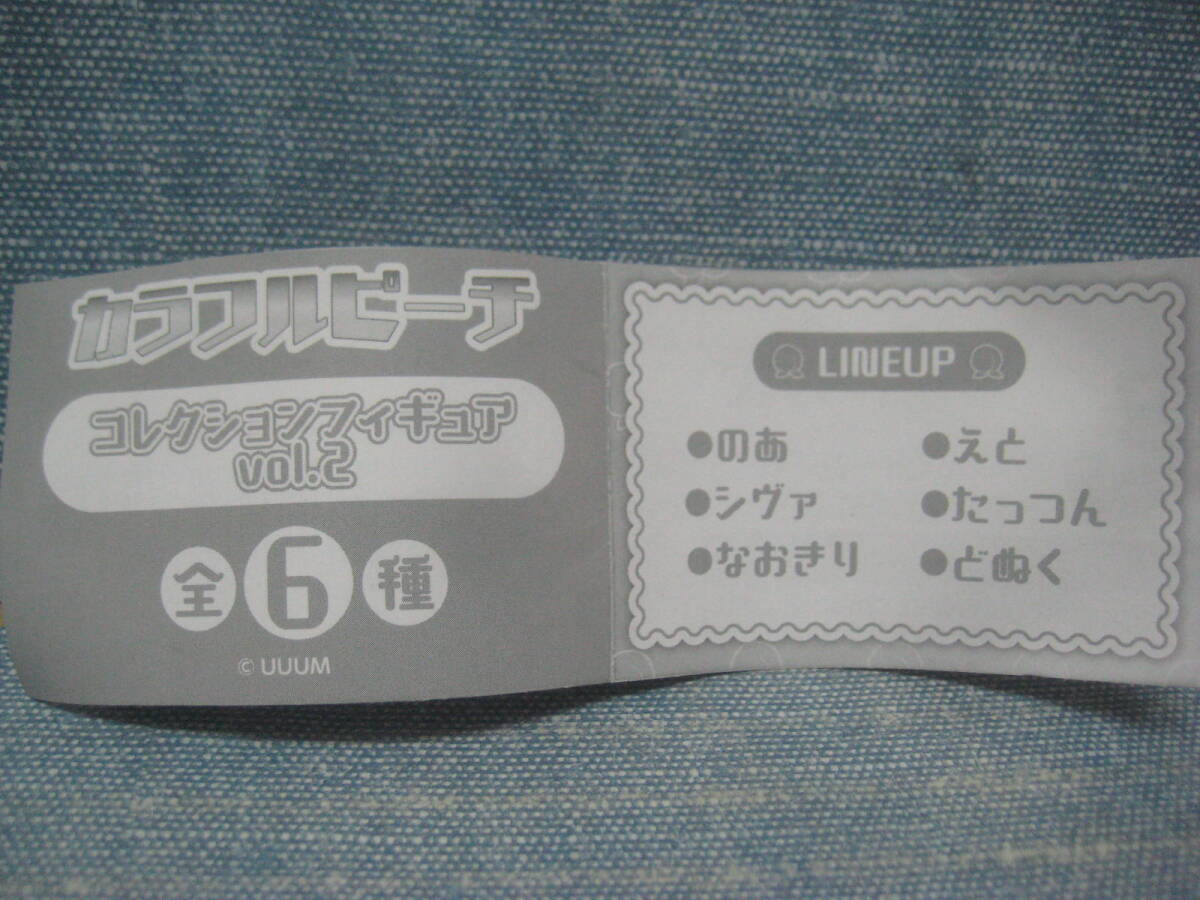 カラフルピーチ
コレクションフィギュア
vol.2
全6種
© UUUM
LINEUP
●のあ
●シヴァ
●なおきり
●えと
●たっつん
●どぬく